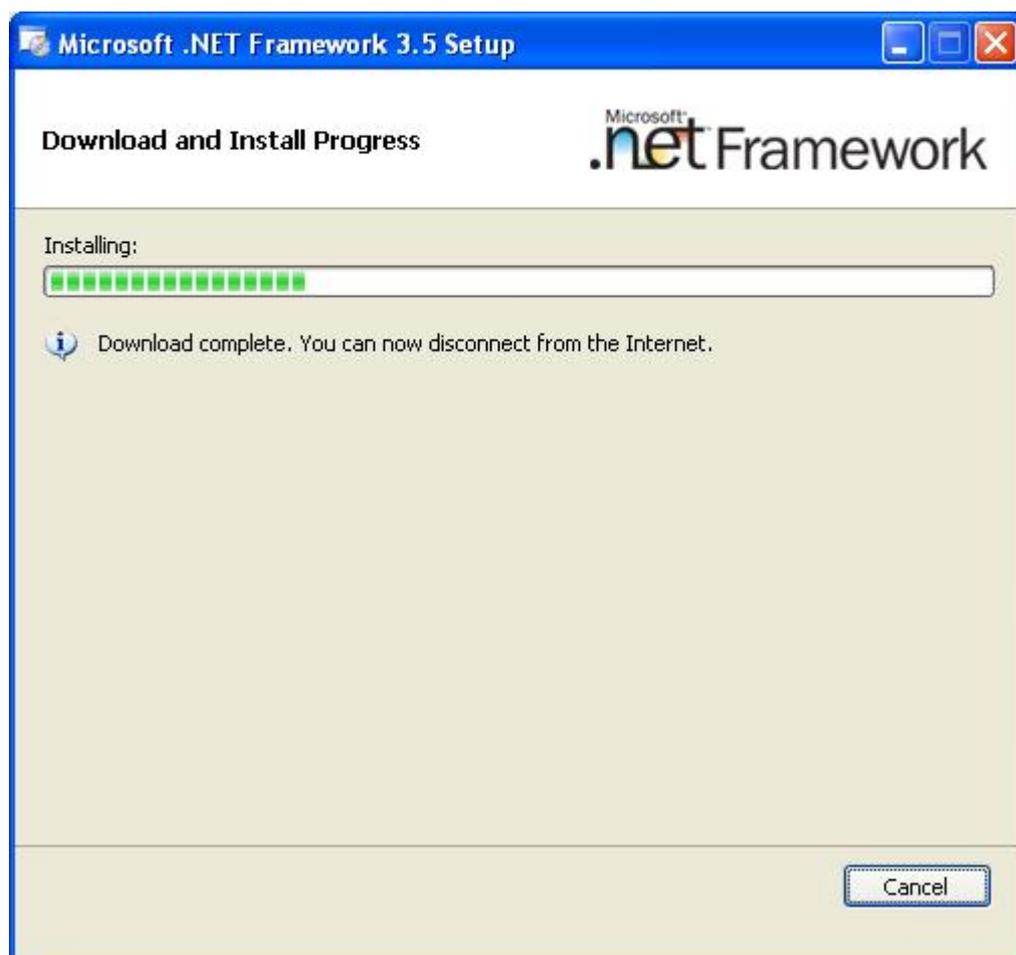 Microsoft .NET Framework 3.5 Setup
Download and Install Progress
Microsoft
.net Framework
Installing:
Download complete. You can now disconnect from the Internet.
Cancel